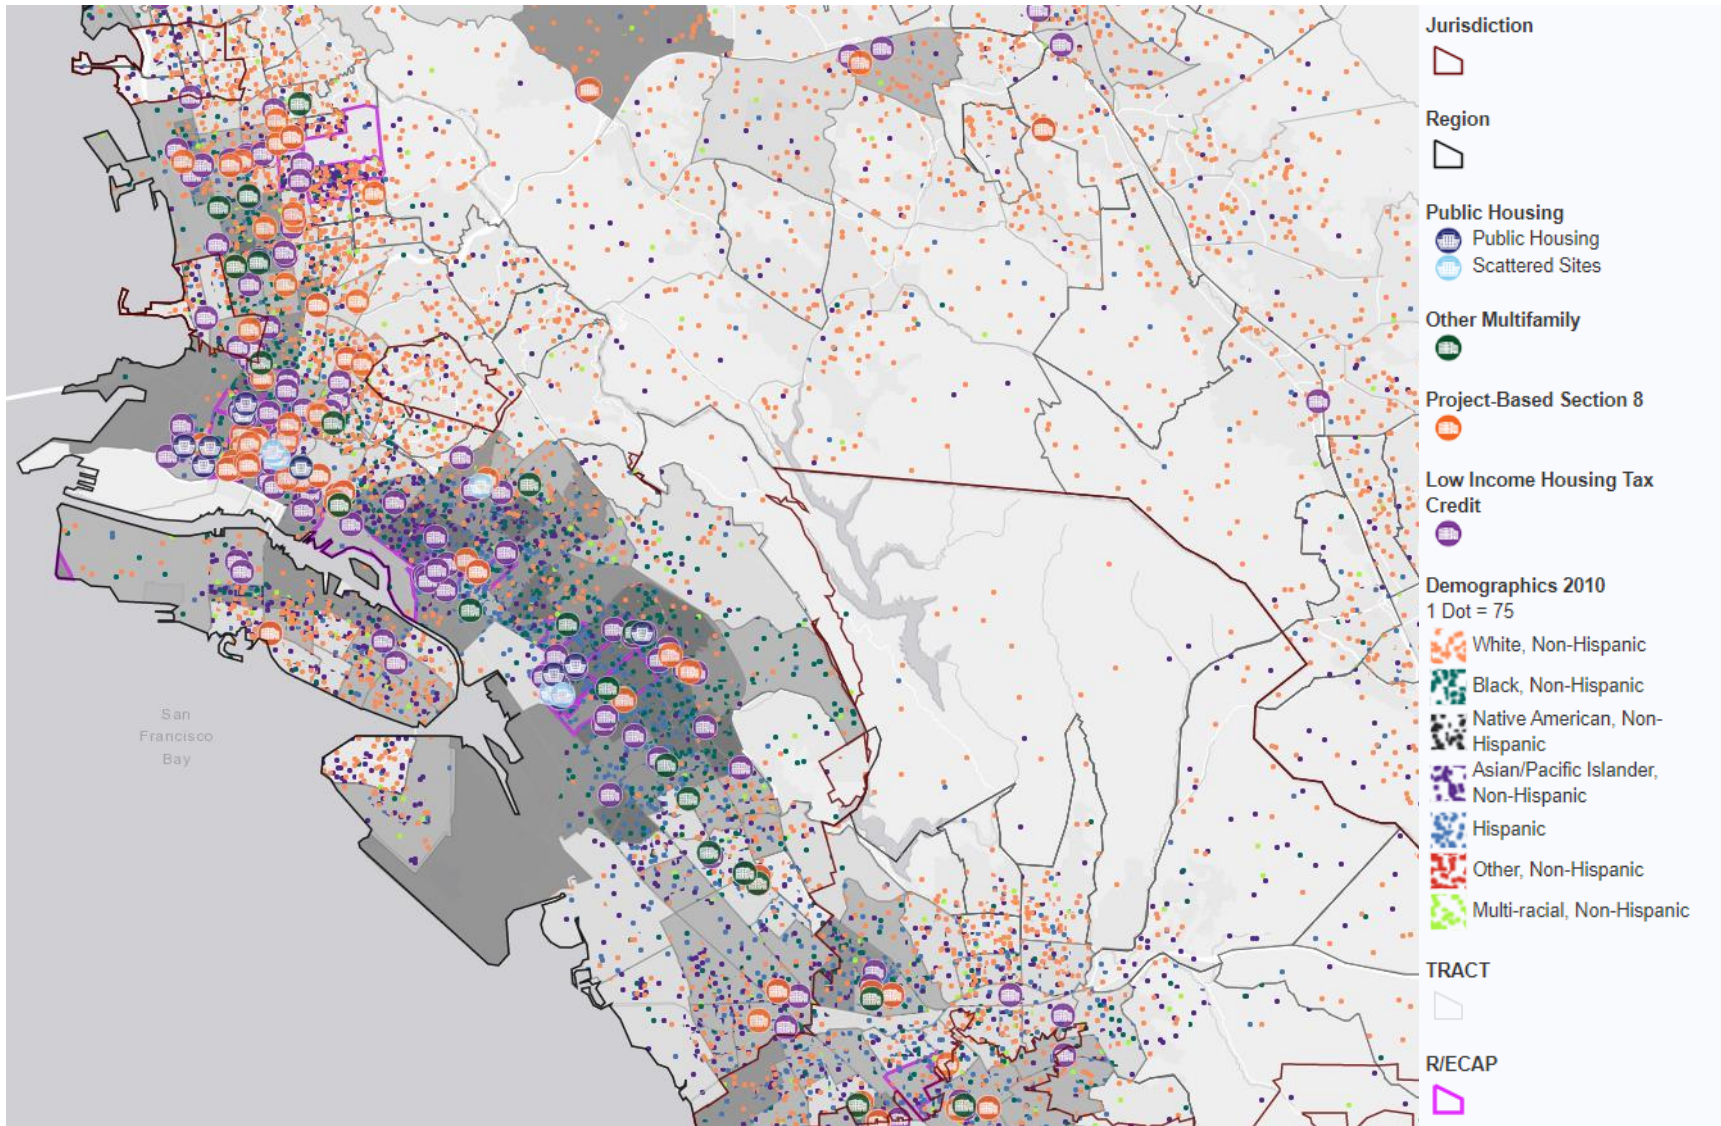 San
Francisco
Bay
Jurisdiction
Region
Public Housing
Public Housing
Scattered Sites
Other Multifamily
Project-Based Section 8
Low Income Housing Tax
Credit
Demographics 2010
1 Dot = 75
White, Non-Hispanic
Black, Non-Hispanic
Native American, Non-
Hispanic
Asian/Pacific Islander,
Non-Hispanic
Hispanic
Other, Non-Hispanic
Multi-racial, Non-Hispanic
TRACT
R/ECAP